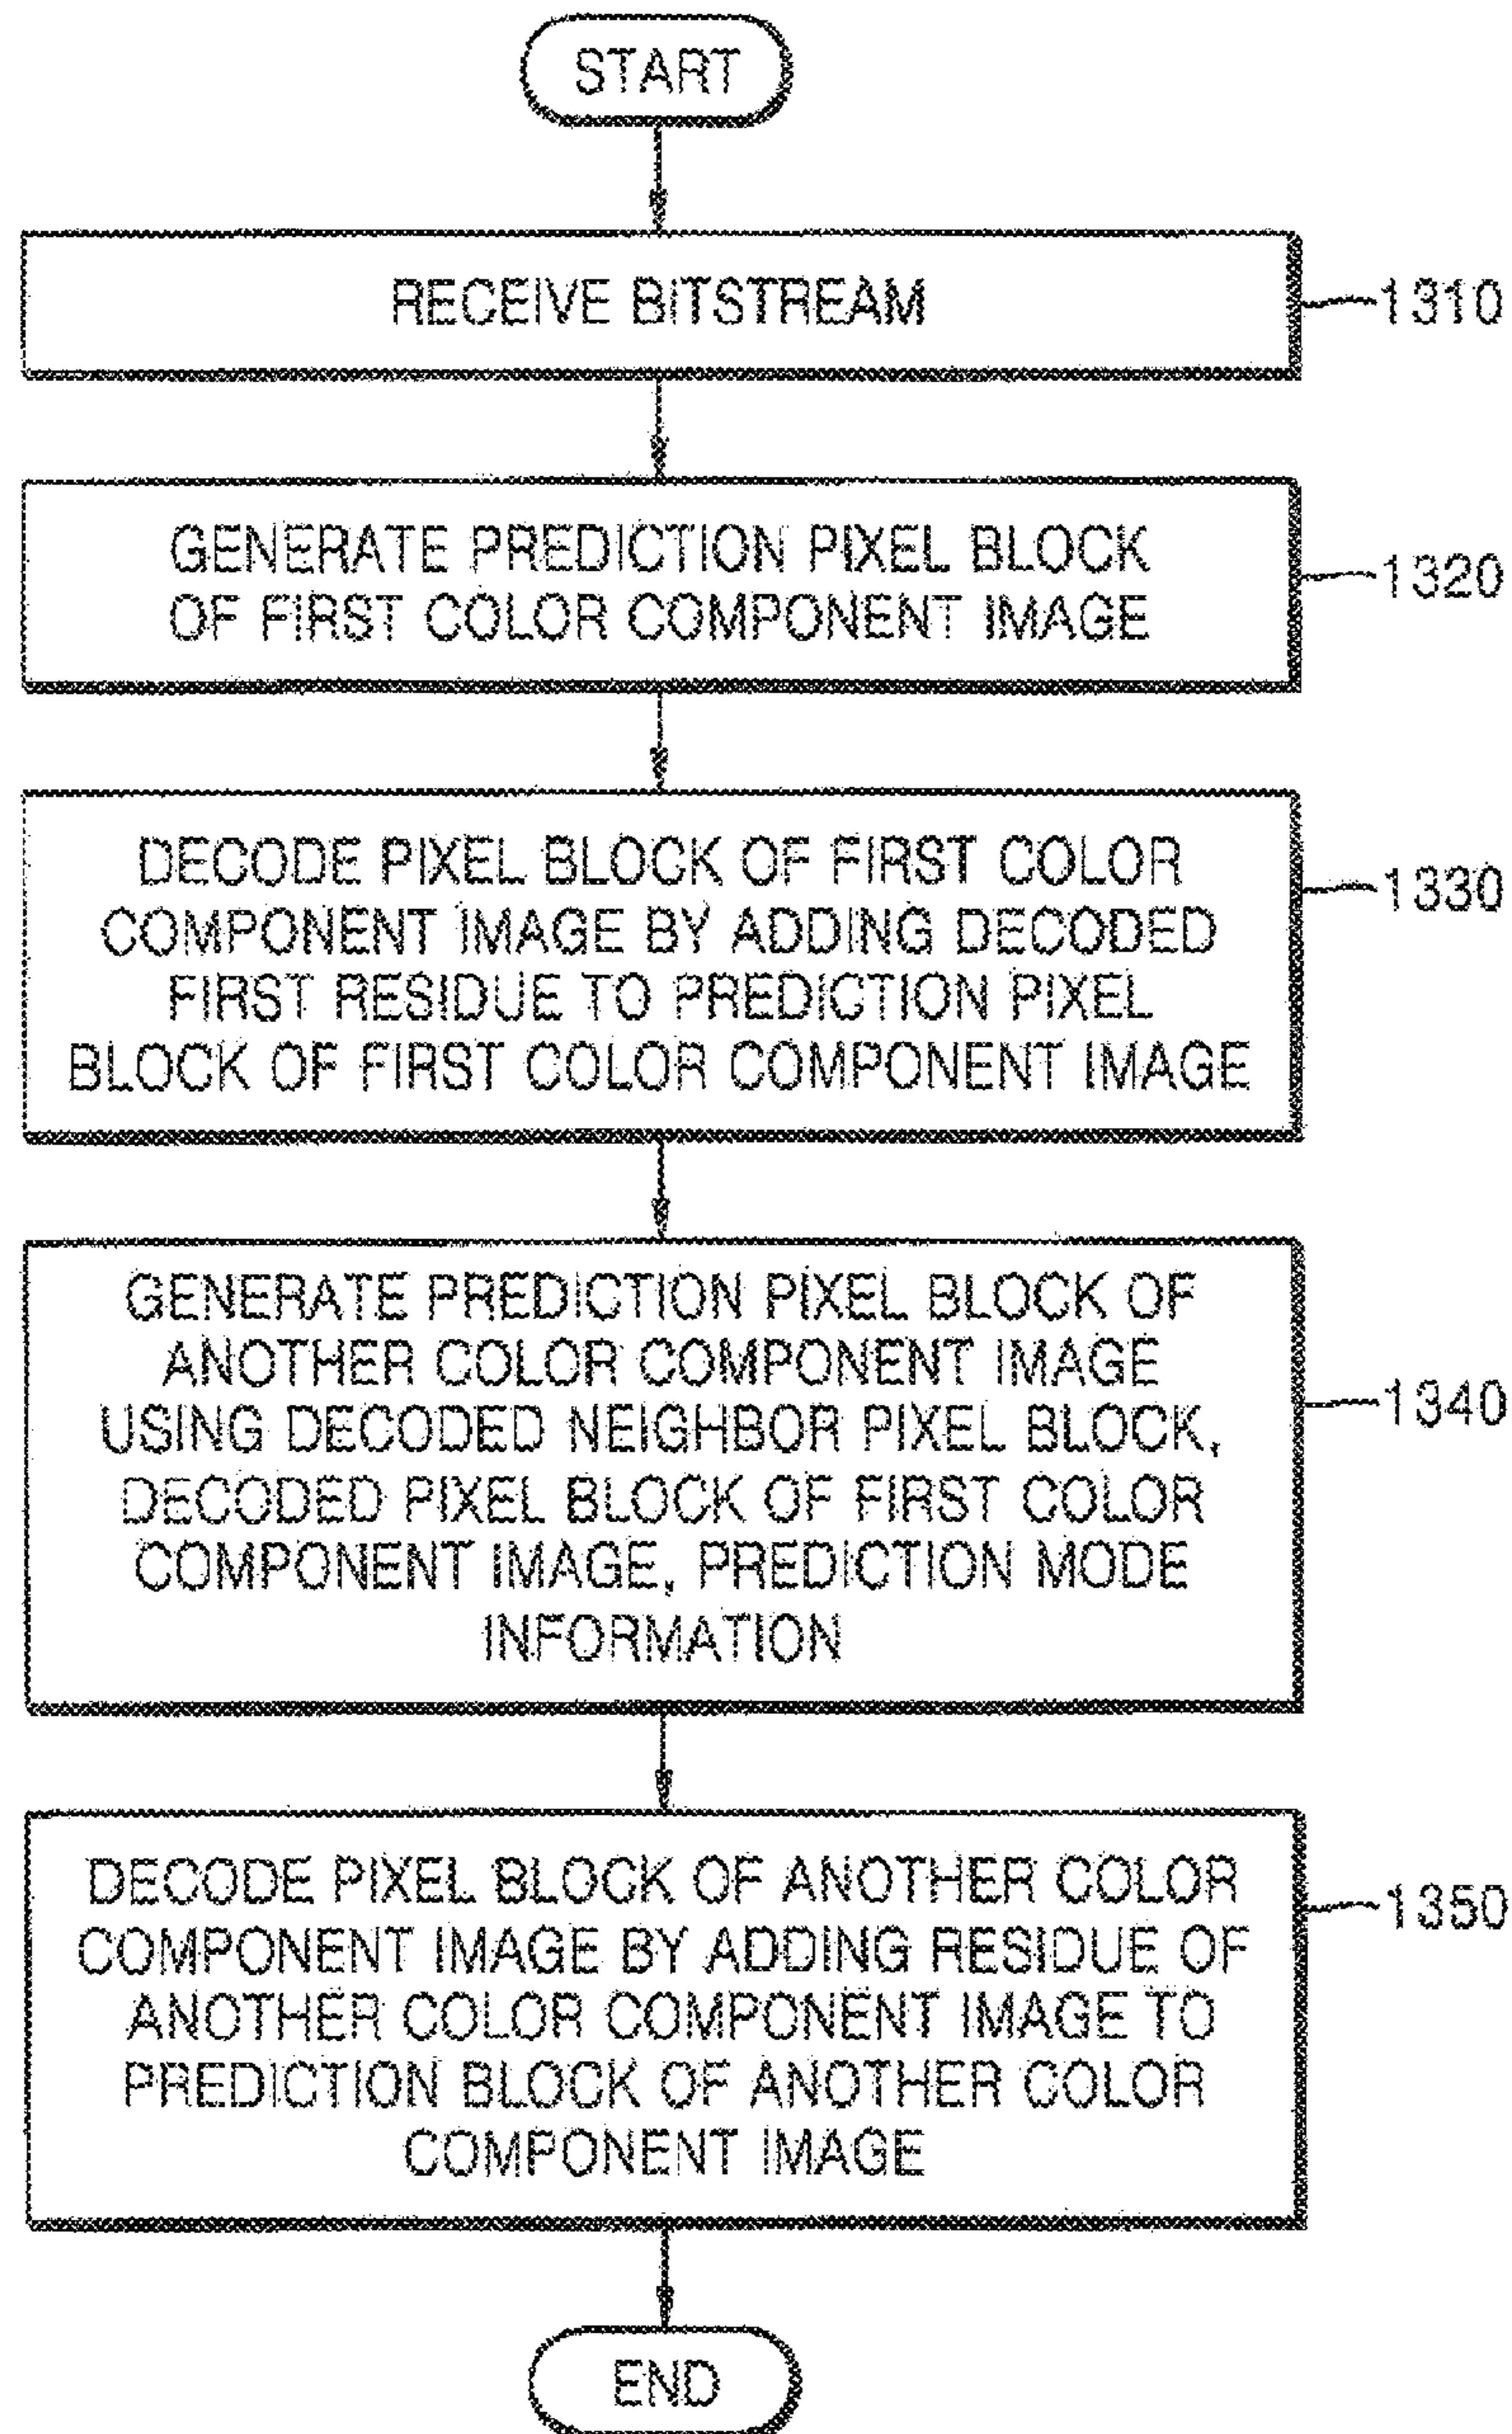 START
RECEIVE BITSTREAM
1310
GENERATE PREDICTION PIXEL BLOCK
OF FIRST COLOR COMPONENT IMAGE
1320
DECODE PIXEL BLOCK OF FIRST COLOR
COMPONENT IMAGE BY ADDING DECODED
FIRST RESIDUE TO PREDICTION PIXEL
BLOCK OF FIRST COLOR COMPONENT IMAGE
1330
GENERATE PREDICTION PIXEL BLOCK OF
ANOTHER COLOR COMPONENT IMAGE
USING DECODED NEIGHBOR PIXEL BLOCK,
DECODED PIXEL BLOCK OF FIRST COLOR
COMPONENT IMAGE, PREDICTION MODE
INFORMATION
1340
DECODE PIXEL BLOCK OF ANOTHER COLOR
COMPONENT IMAGE BY ADDING RESIDUE OF
ANOTHER COLOR COMPONENT IMAGE TO
PREDICTION BLOCK OF ANOTHER COLOR
COMPONENT IMAGE
1350
END